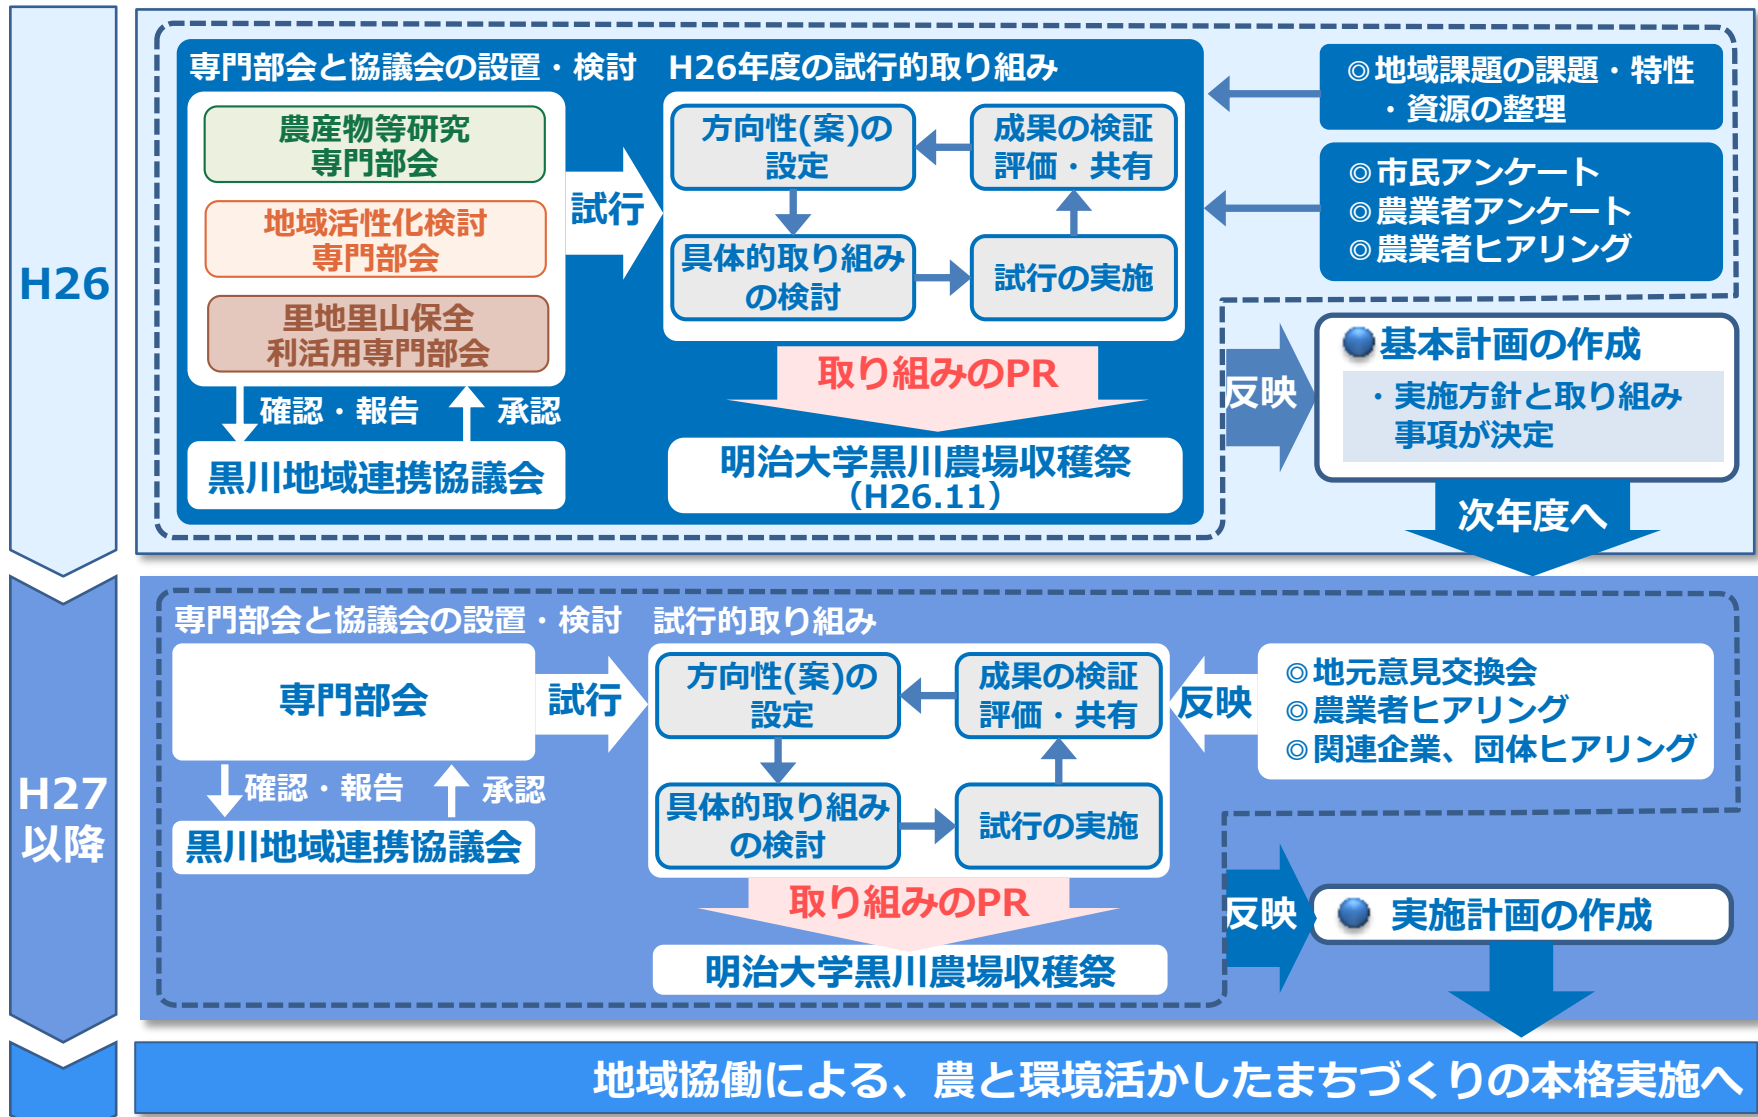 H26
専門部会と協議会の設置・検討
農産物等研究
専門部会
地域活性化検討
専門部会
里地里山保全
利活用専門部会
確認・報告
承認
黒川地域連携協議会
試行
H26年度の試行的取り組み
方向性(案)の
設定
成果の検証
評価・共有
具体的取り組み
の検討
試行の実施
取り組みのPR
明治大学黒川農場収穫祭
（H26.11）
◎地域課題の課題・特性
・資源の整理
◎市民アンケート
◎農業者アンケート
◎農業者ヒアリング
反映
基本計画の作成
・実施方針と取り組み
事項が決定
次年度へ
H27
以降
専門部会と協議会の設置・検討
専門部会
確認・報告
承認
黒川地域連携協議会
試行
試行的取り組み
方向性(案)の
設定
成果の検証
評価・共有
具体的取り組み
の検討
試行の実施
取り組みのPR
明治大学黒川農場収穫祭
反映
◎地元意見交換会
◎農業者ヒアリング
◎関連企業、団体ヒアリング
反映
実施計画の作成
地域協働による、農と環境活かしたまちづくりの本格実施へ